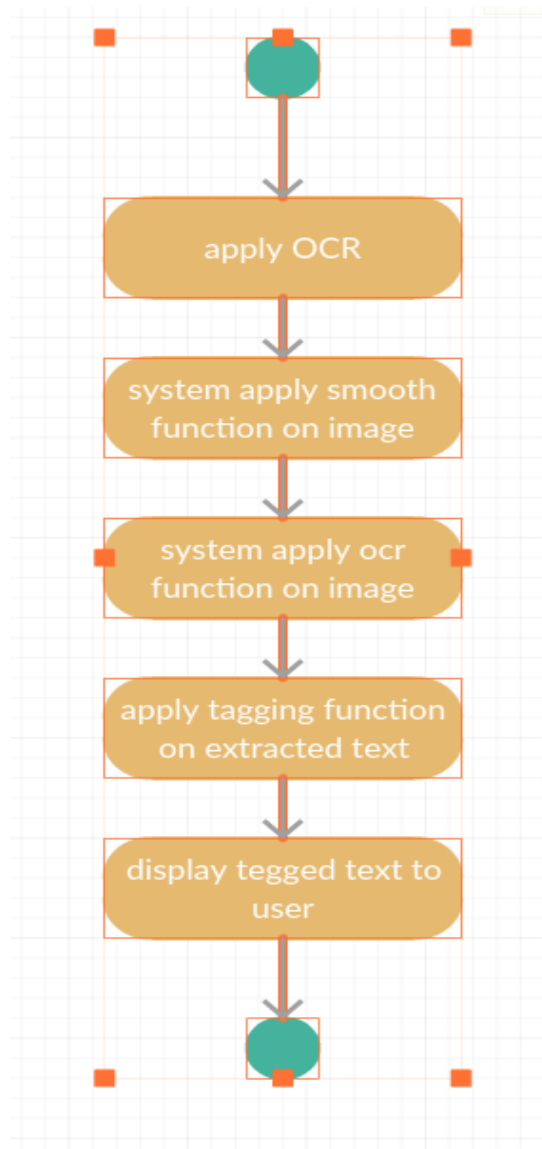 apply OCR
system apply smooth
function on image
system apply ocr
function on image
apply tagging function
on extracted text
display tegged text to
user